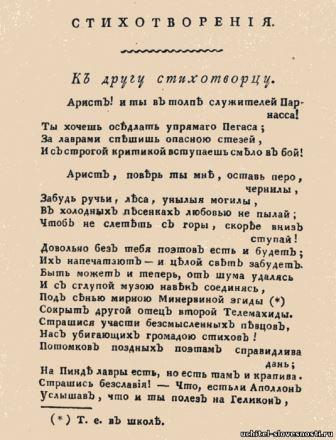 СТИХОТВОРЕНІЯ.
Къ другу стихотворцу.
Аристъ! и ты въ толпѣ служителей Пар-
насса!
Ты хочешь осѣдлать упрямаго Пегаса;
За лаврами спѣшишь опасною стезей,
И съ строгой критикой вступаешь смѣло въ бой!
Аристъ, повѣрь ты мнѣ, оставь перо,
чернилы,
Забудь ручьи, лѣса, унылыя могилы,
Въ холодныхъ пѣсенкахъ любовью не пылай;
Чтобъ не слетѣть съ горы, скорѣе внизъ
ступай!
Довольно безъ тебя поэтовъ есть и будетъ;
Ихъ напечатаютъ — и цѣлой свѣтъ забудетъ.
Быть можетъ и теперь, отъ шума удалясь
И съ глупой музою навѣкъ соединясь,
Подъ сѣнью мирною Минервиной эгиды (*)
Сокрытъ другой отецъ второй Телемахиды.
Страшися участи безсмысленныхъ пѣвцовъ,
Насъ убивающихъ громадою стиховъ!
Потомковъ поздныхъ поэтамъ справидлива
дань;
На Пиндѣ лавры есть, но есть тамъ и крапива.
Страшись безславія! — Что, естьли Аполлонъ
Услышавъ, что и ты полезъ на Геликонъ,
(*) Т. е. въ школѣ.
uchitel-slovesnosti.ru